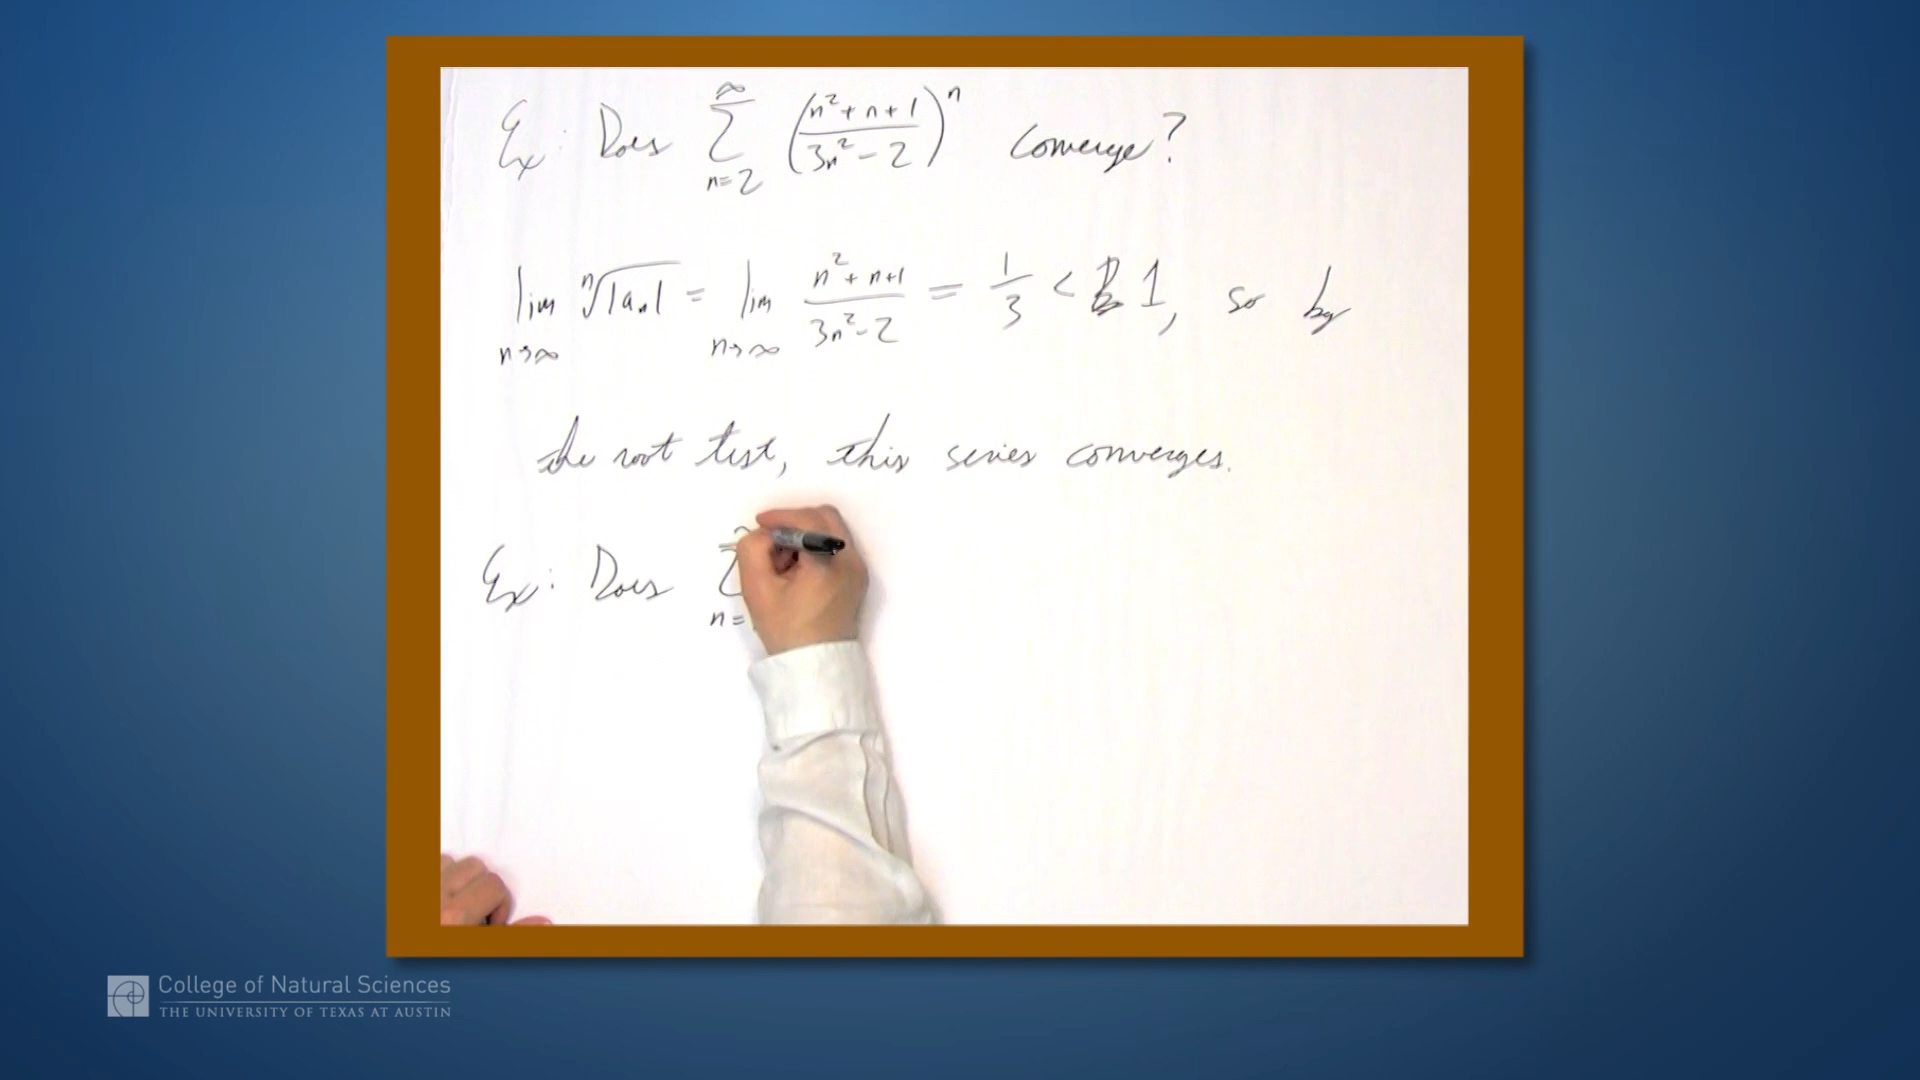 Ex: Does ∑_{n=2}^{∞} ((n²+n+1)/(3n²-2))^n converge?
lim_{n→∞} ⁿ√|aₙ| = lim_{n→∞} (n²+n+1)/(3n²-2) = 1/3 < 1, so by
the root test, this series converges.
Ex: Does ∑ n=
College of Natural Sciences
THE UNIVERSITY OF TEXAS AT AUSTIN